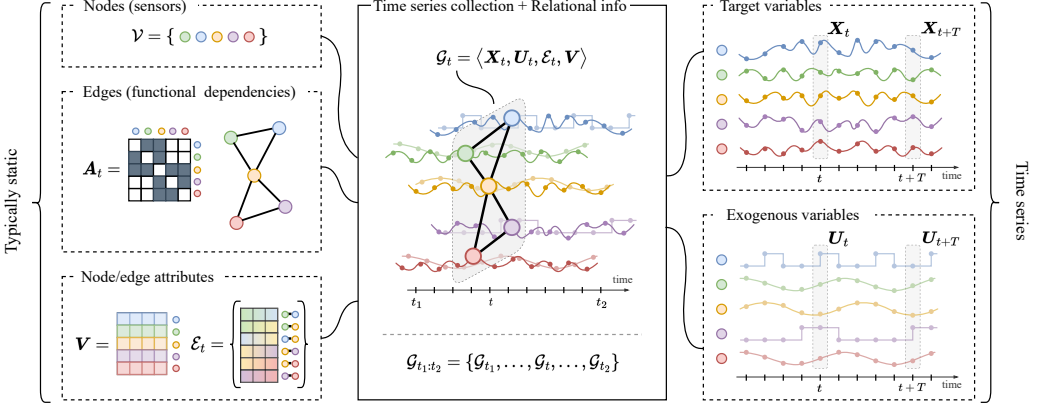 Typically static
Nodes (sensors)
𝒱 = { }
Edges (functional dependencies)
A_t =
Node/edge attributes
V =
ℰ_t = { }
Time series collection + Relational info
𝒢_t = ⟨X_t, U_t, ℰ_t, V⟩
time
t_1 t t_2
𝒢_{t_1:t_2} = {𝒢_{t_1}, . . . , 𝒢_t, . . . , 𝒢_{t_2}}
Target variables
X_t X_{t+T}
t t + T time
Exogenous variables
U_t U_{t+T}
t t + T time
Time series